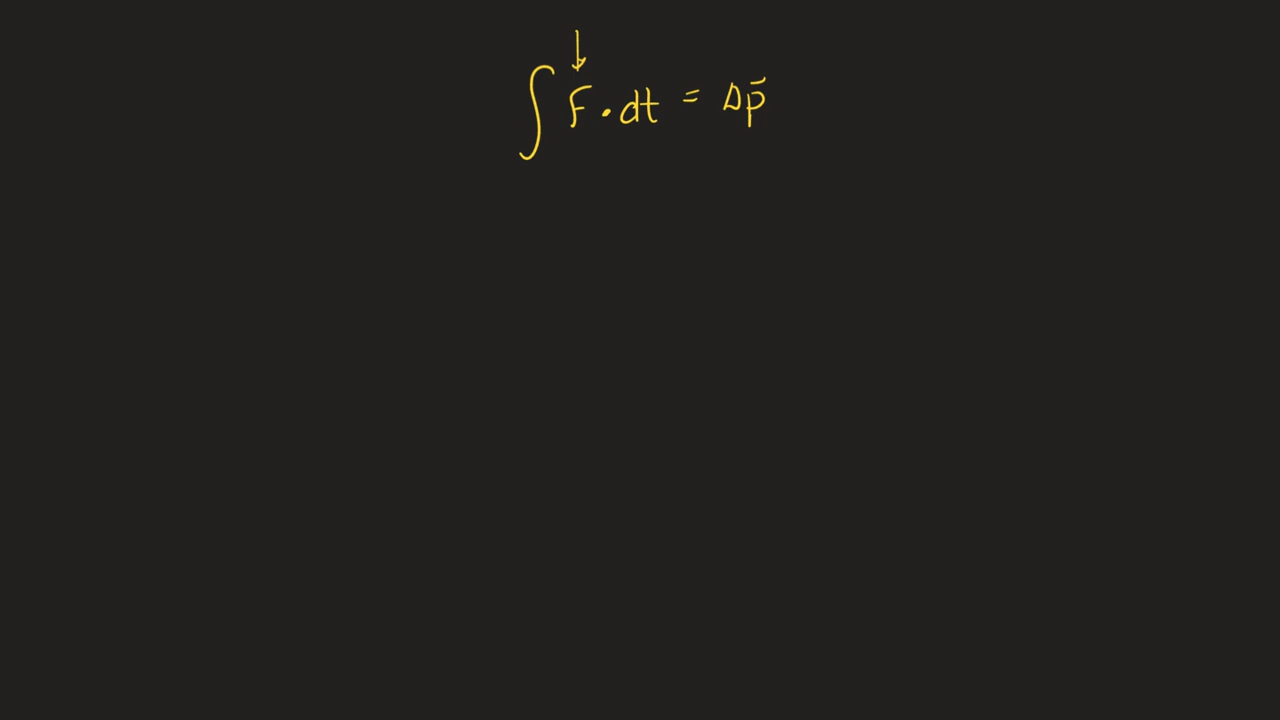 ∫ F · dt = Δp⃗